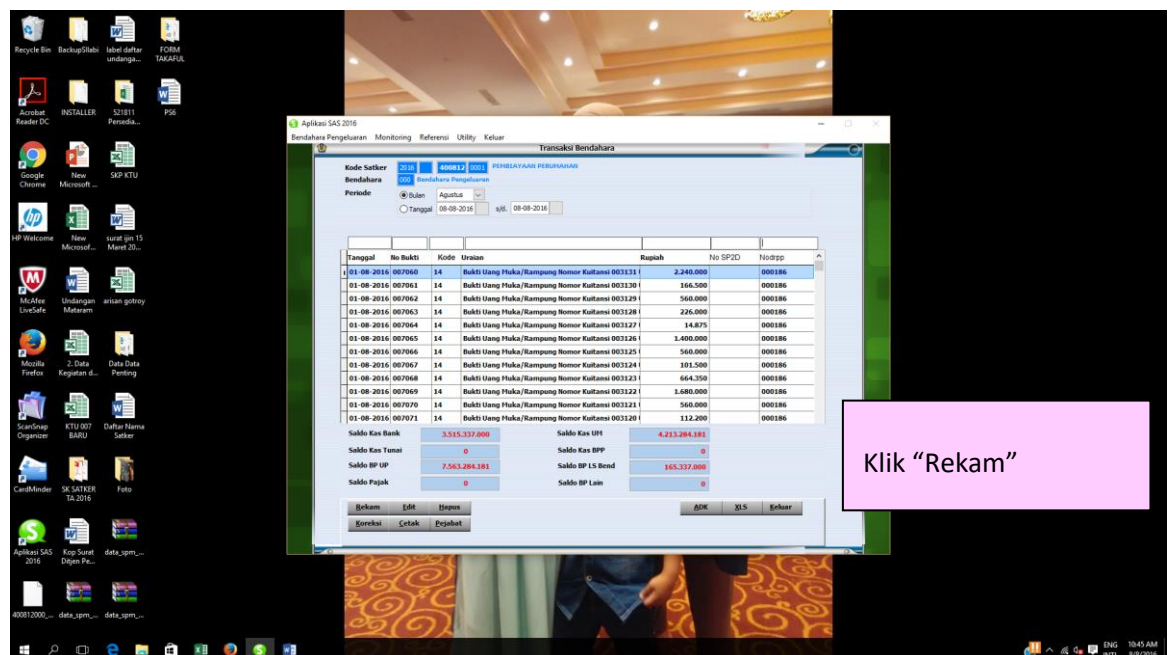 Recycle Bin BackupSIlabi label daftar undanga... FORM TAKAFUL
Acrobat Reader DC INSTALLER 521811 Persedia... PS6
Google Chrome New Microsoft ... SKP KTU
HP Welcome New Microsof... surat ijin 15 Maret 20...
McAfee LiveSafe Undangan Mataram arisan gotroy
Mozilla Firefox 2. Data Kegiatan d... Data Data Penting
ScanSnap Organizer KTU 007 BARU Daftar Nama Satker
CardMinder SK SATKER TA 2016 Foto
Aplikasi SAS 2016 Kop Surat Ditjen Pe... data_spm_...
400812000_... data_spm_... data_spm_...
Aplikasi SAS 2016
Bendahara Pengeluaran Monitoring Referensi Utility Keluar
Transaksi Bendahara
Kode Satker 2016 400812 0001 PEMBIAYAAN PERUMAHAN
Bendahara 000 Bendahara Pengeluaran
Periode Bulan Agustus
Tanggal 08-08-2016 s/d. 08-08-2016
Tanggal No Bukti Kode Uraian Rupiah No SP2D Nodrpp
01-08-2016 007060 14 Bukti Uang Muka/Rampung Nomor Kuitansi 003131 2.240.000 000186
01-08-2016 007061 14 Bukti Uang Muka/Rampung Nomor Kuitansi 003130 166.500 000186
01-08-2016 007062 14 Bukti Uang Muka/Rampung Nomor Kuitansi 003129 560.000 000186
01-08-2016 007063 14 Bukti Uang Muka/Rampung Nomor Kuitansi 003128 226.000 000186
01-08-2016 007064 14 Bukti Uang Muka/Rampung Nomor Kuitansi 003127 14.875 000186
01-08-2016 007065 14 Bukti Uang Muka/Rampung Nomor Kuitansi 003126 1.400.000 000186
01-08-2016 007066 14 Bukti Uang Muka/Rampung Nomor Kuitansi 003125 560.000 000186
01-08-2016 007067 14 Bukti Uang Muka/Rampung Nomor Kuitansi 003124 101.500 000186
01-08-2016 007068 14 Bukti Uang Muka/Rampung Nomor Kuitansi 003123 664.350 000186
01-08-2016 007069 14 Bukti Uang Muka/Rampung Nomor Kuitansi 003122 1.680.000 000186
01-08-2016 007070 14 Bukti Uang Muka/Rampung Nomor Kuitansi 003121 560.000 000186
01-08-2016 007071 14 Bukti Uang Muka/Rampung Nomor Kuitansi 003120 112.200 000186
Saldo Kas Bank 3.515.337.000 Saldo Kas UM 4.213.284.181
Saldo Kas Tunai 0 Saldo Kas BPP 0
Saldo BP UP 7.563.284.181 Saldo BP LS Bend 165.337.000
Saldo Pajak 0 Saldo BP Lain 0
Rekam Edit Hapus ADK XLS Keluar
Koreksi Cetak Pejabat
Klik “Rekam”
ENG 10:45 AM
INTL 8/8/2016